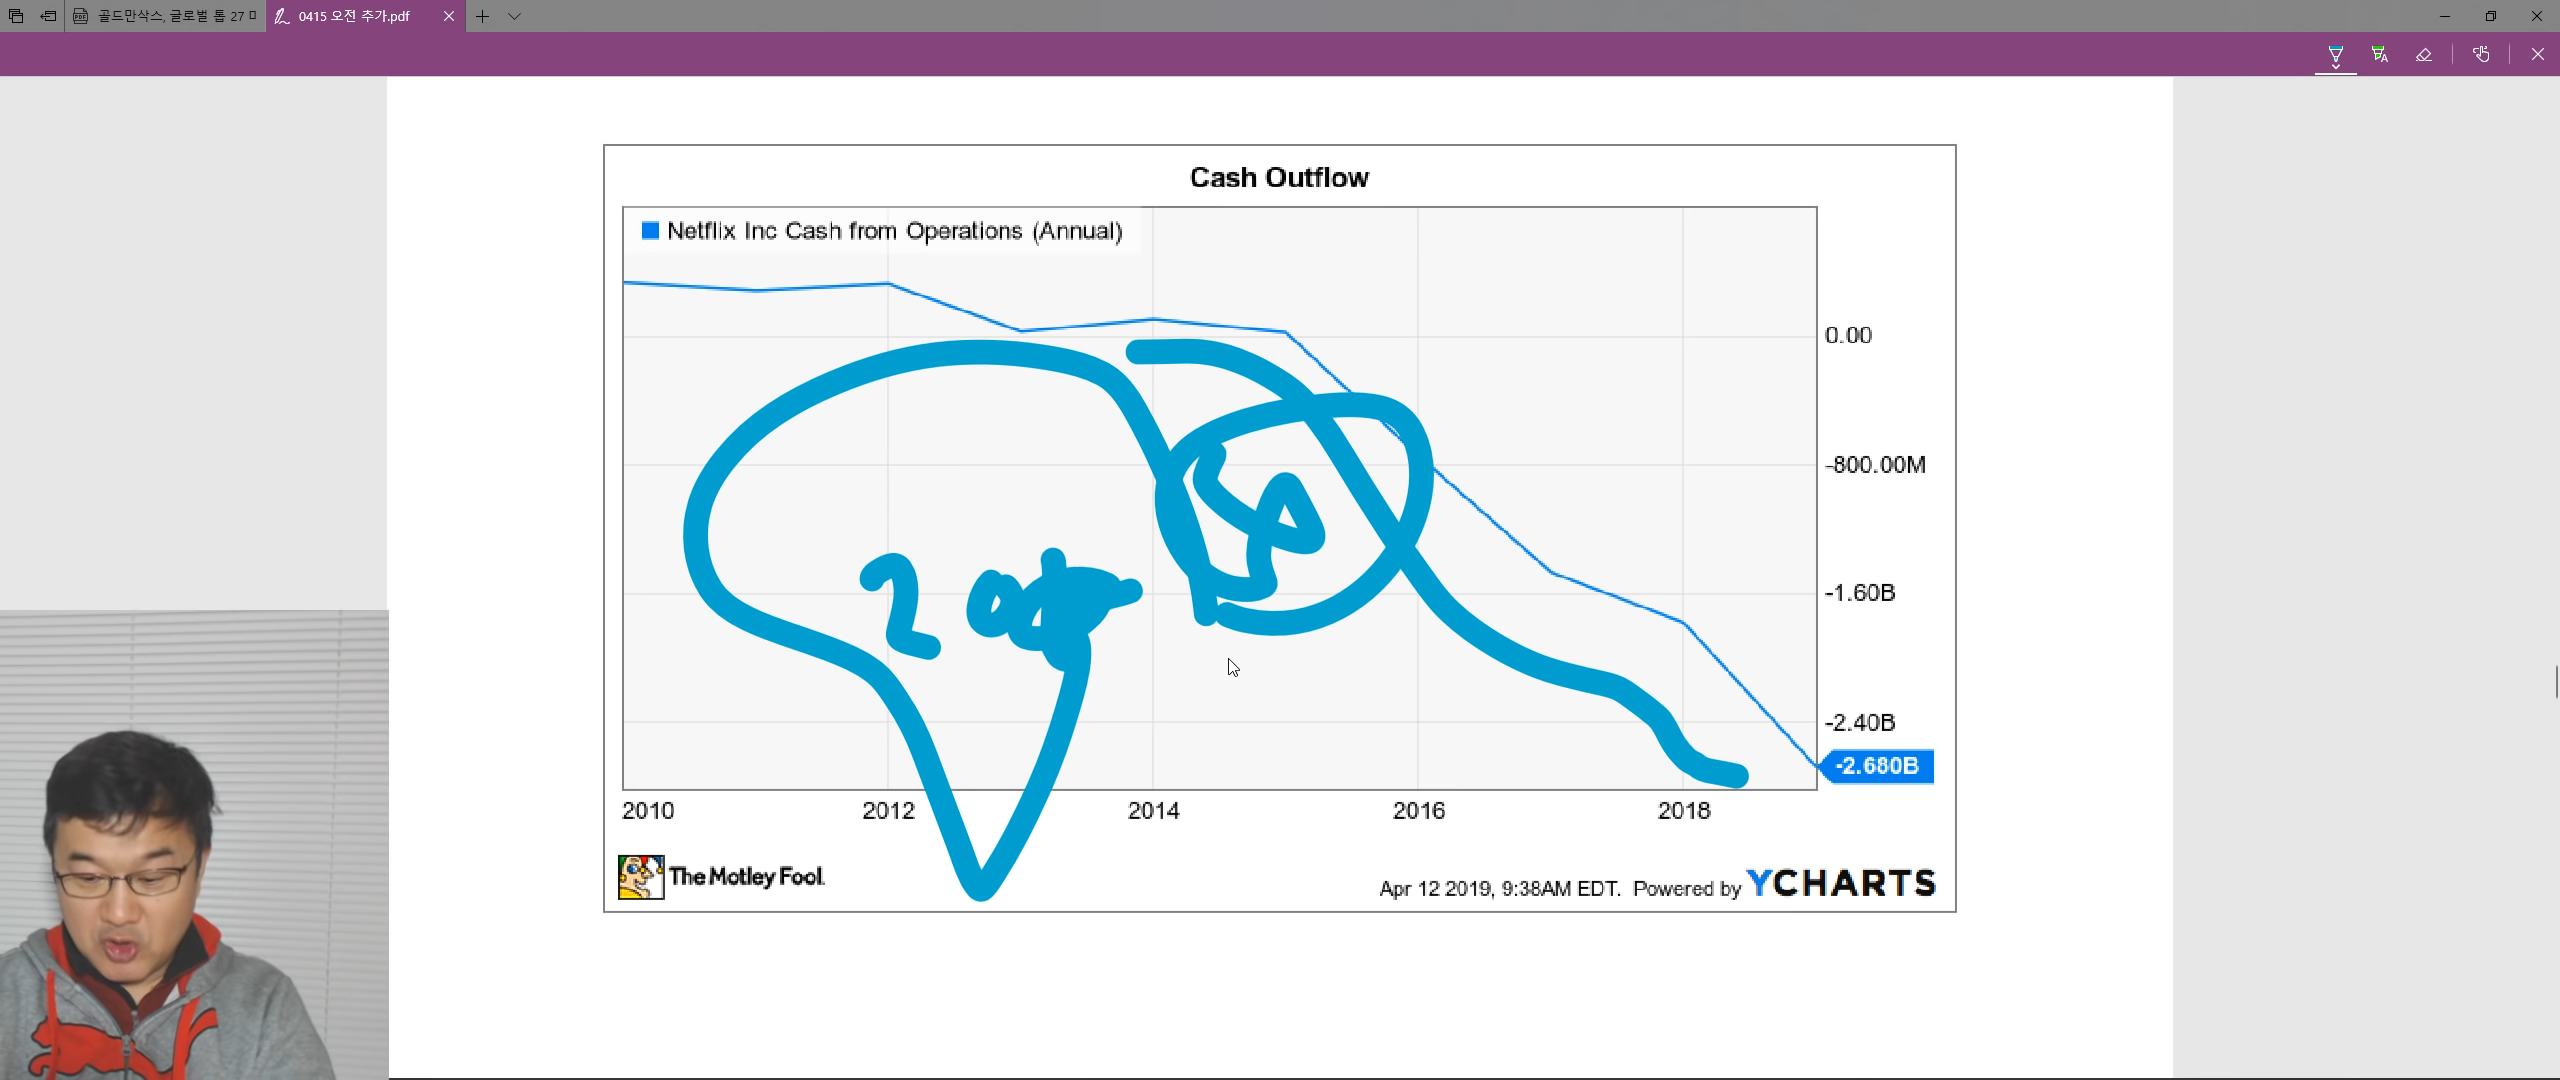 골드만삭스, 글로벌 톱 27
0415 오전 추가.pdf
Cash Outflow
Netflix Inc Cash from Operations (Annual)
0.00
-800.00M
-1.60B
-2.40B
-2.680B
2010 2012 2014 2016 2018
The Motley Fool.
Apr 12 2019, 9:38AM EDT. Powered by YCHARTS